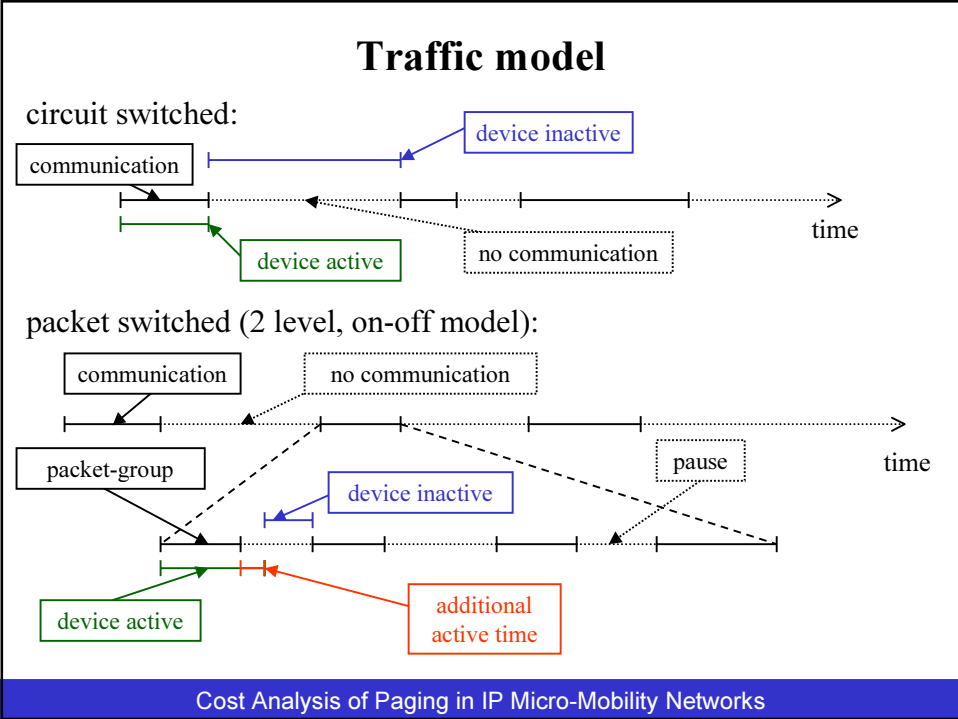 Traffic model
circuit switched:
device inactive
communication
time
device active
no communication
packet switched (2 level, on-off model):
communication
no communication
packet-group
pause
time
device inactive
device active
additional
active time
Cost Analysis of Paging in IP Micro-Mobility Networks